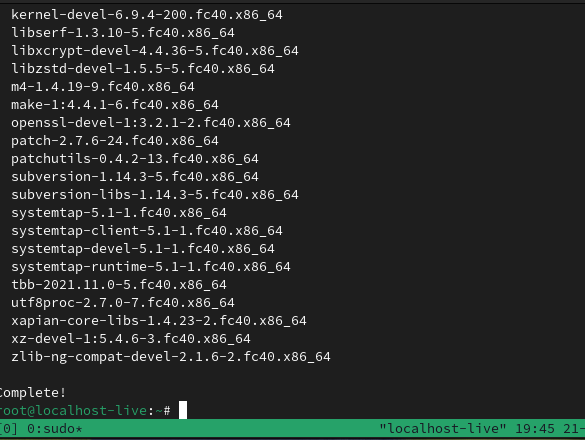 kernel-devel-6.9.4-200.fc40.x86_64
libserf-1.3.10-5.fc40.x86_64
libxcrypt-devel-4.4.36-5.fc40.x86_64
libzstd-devel-1.5.5-5.fc40.x86_64
m4-1.4.19-9.fc40.x86_64
make-1:4.4.1-6.fc40.x86_64
openssl-devel-1:3.2.1-2.fc40.x86_64
patch-2.7.6-24.fc40.x86_64
patchutils-0.4.2-13.fc40.x86_64
subversion-1.14.3-5.fc40.x86_64
subversion-libs-1.14.3-5.fc40.x86_64
systemtap-5.1-1.fc40.x86_64
systemtap-client-5.1-1.fc40.x86_64
systemtap-devel-5.1-1.fc40.x86_64
systemtap-runtime-5.1-1.fc40.x86_64
tbb-2021.11.0-5.fc40.x86_64
utf8proc-2.7.0-7.fc40.x86_64
xapian-core-libs-1.4.23-2.fc40.x86_64
xz-devel-1:5.4.6-3.fc40.x86_64
zlib-ng-compat-devel-2.1.6-2.fc40.x86_64
Complete!
root@localhost-live:~#
[0] 0:sudo* "localhost-live" 19:45 21-